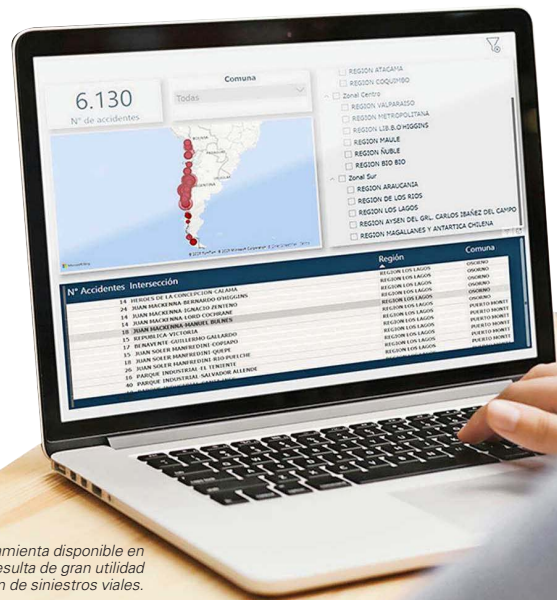 6.130
N° de accidentes
Comuna
Todas
BOLIVIA
ARGENTINA
REGION ATACAMA
REGION COQUIMBO
Zonal Centro
REGION VALPARAISO
REGION METROPOLITANA
REGION LIB.B.O'HIGGINS
REGION MAULE
REGION ÑUBLE
REGION BIO BIO
Zonal Sur
REGION ARAUCANIA
REGION DE LOS RIOS
REGION LOS LAGOS
REGION AYSEN DEL GRL. CARLOS IBAÑEZ DEL CAMPO
REGION MAGALLANES Y ANTARTICA CHILENA
N° Accidentes Intersección Región Comuna
14 HEROES DE LA CONCEPCION-CALAMA REGION LOS LAGOS OSORNO
24 JUAN MACKENNA-BERNARDO O'HIGGINS REGION LOS LAGOS OSORNO
14 JUAN MACKENNA-IGNACIO ZENTENO REGION LOS LAGOS OSORNO
14 JUAN MACKENNA-LORD COCHRANE REGION LOS LAGOS OSORNO
18 JUAN MACKENNA-MANUEL BULNES REGION LOS LAGOS OSORNO
15 REPUBLICA-VICTORIA REGION LOS LAGOS OSORNO
17 BENAVENTE-GUILLERMO GALLARDO REGION LOS LAGOS PUERTO MONTT
15 JUAN SOLER MANFREDINI-COPIAPO REGION LOS LAGOS PUERTO MONTT
18 JUAN SOLER MANFREDINI-QUEPE REGION LOS LAGOS PUERTO MONTT
26 JUAN SOLER MANFREDINI-RIO PUELCHE REGION LOS LAGOS PUERTO MONTT
16 PARQUE INDUSTRIAL-EL TENIENTE REGION LOS LAGOS PUERTO MONTT
40 PARQUE INDUSTRIAL-SALVADOR ALLENDE REGION LOS LAGOS PUERTO MONTT
amienta disponible en
esulta de gran utilidad
n de siniestros viales.